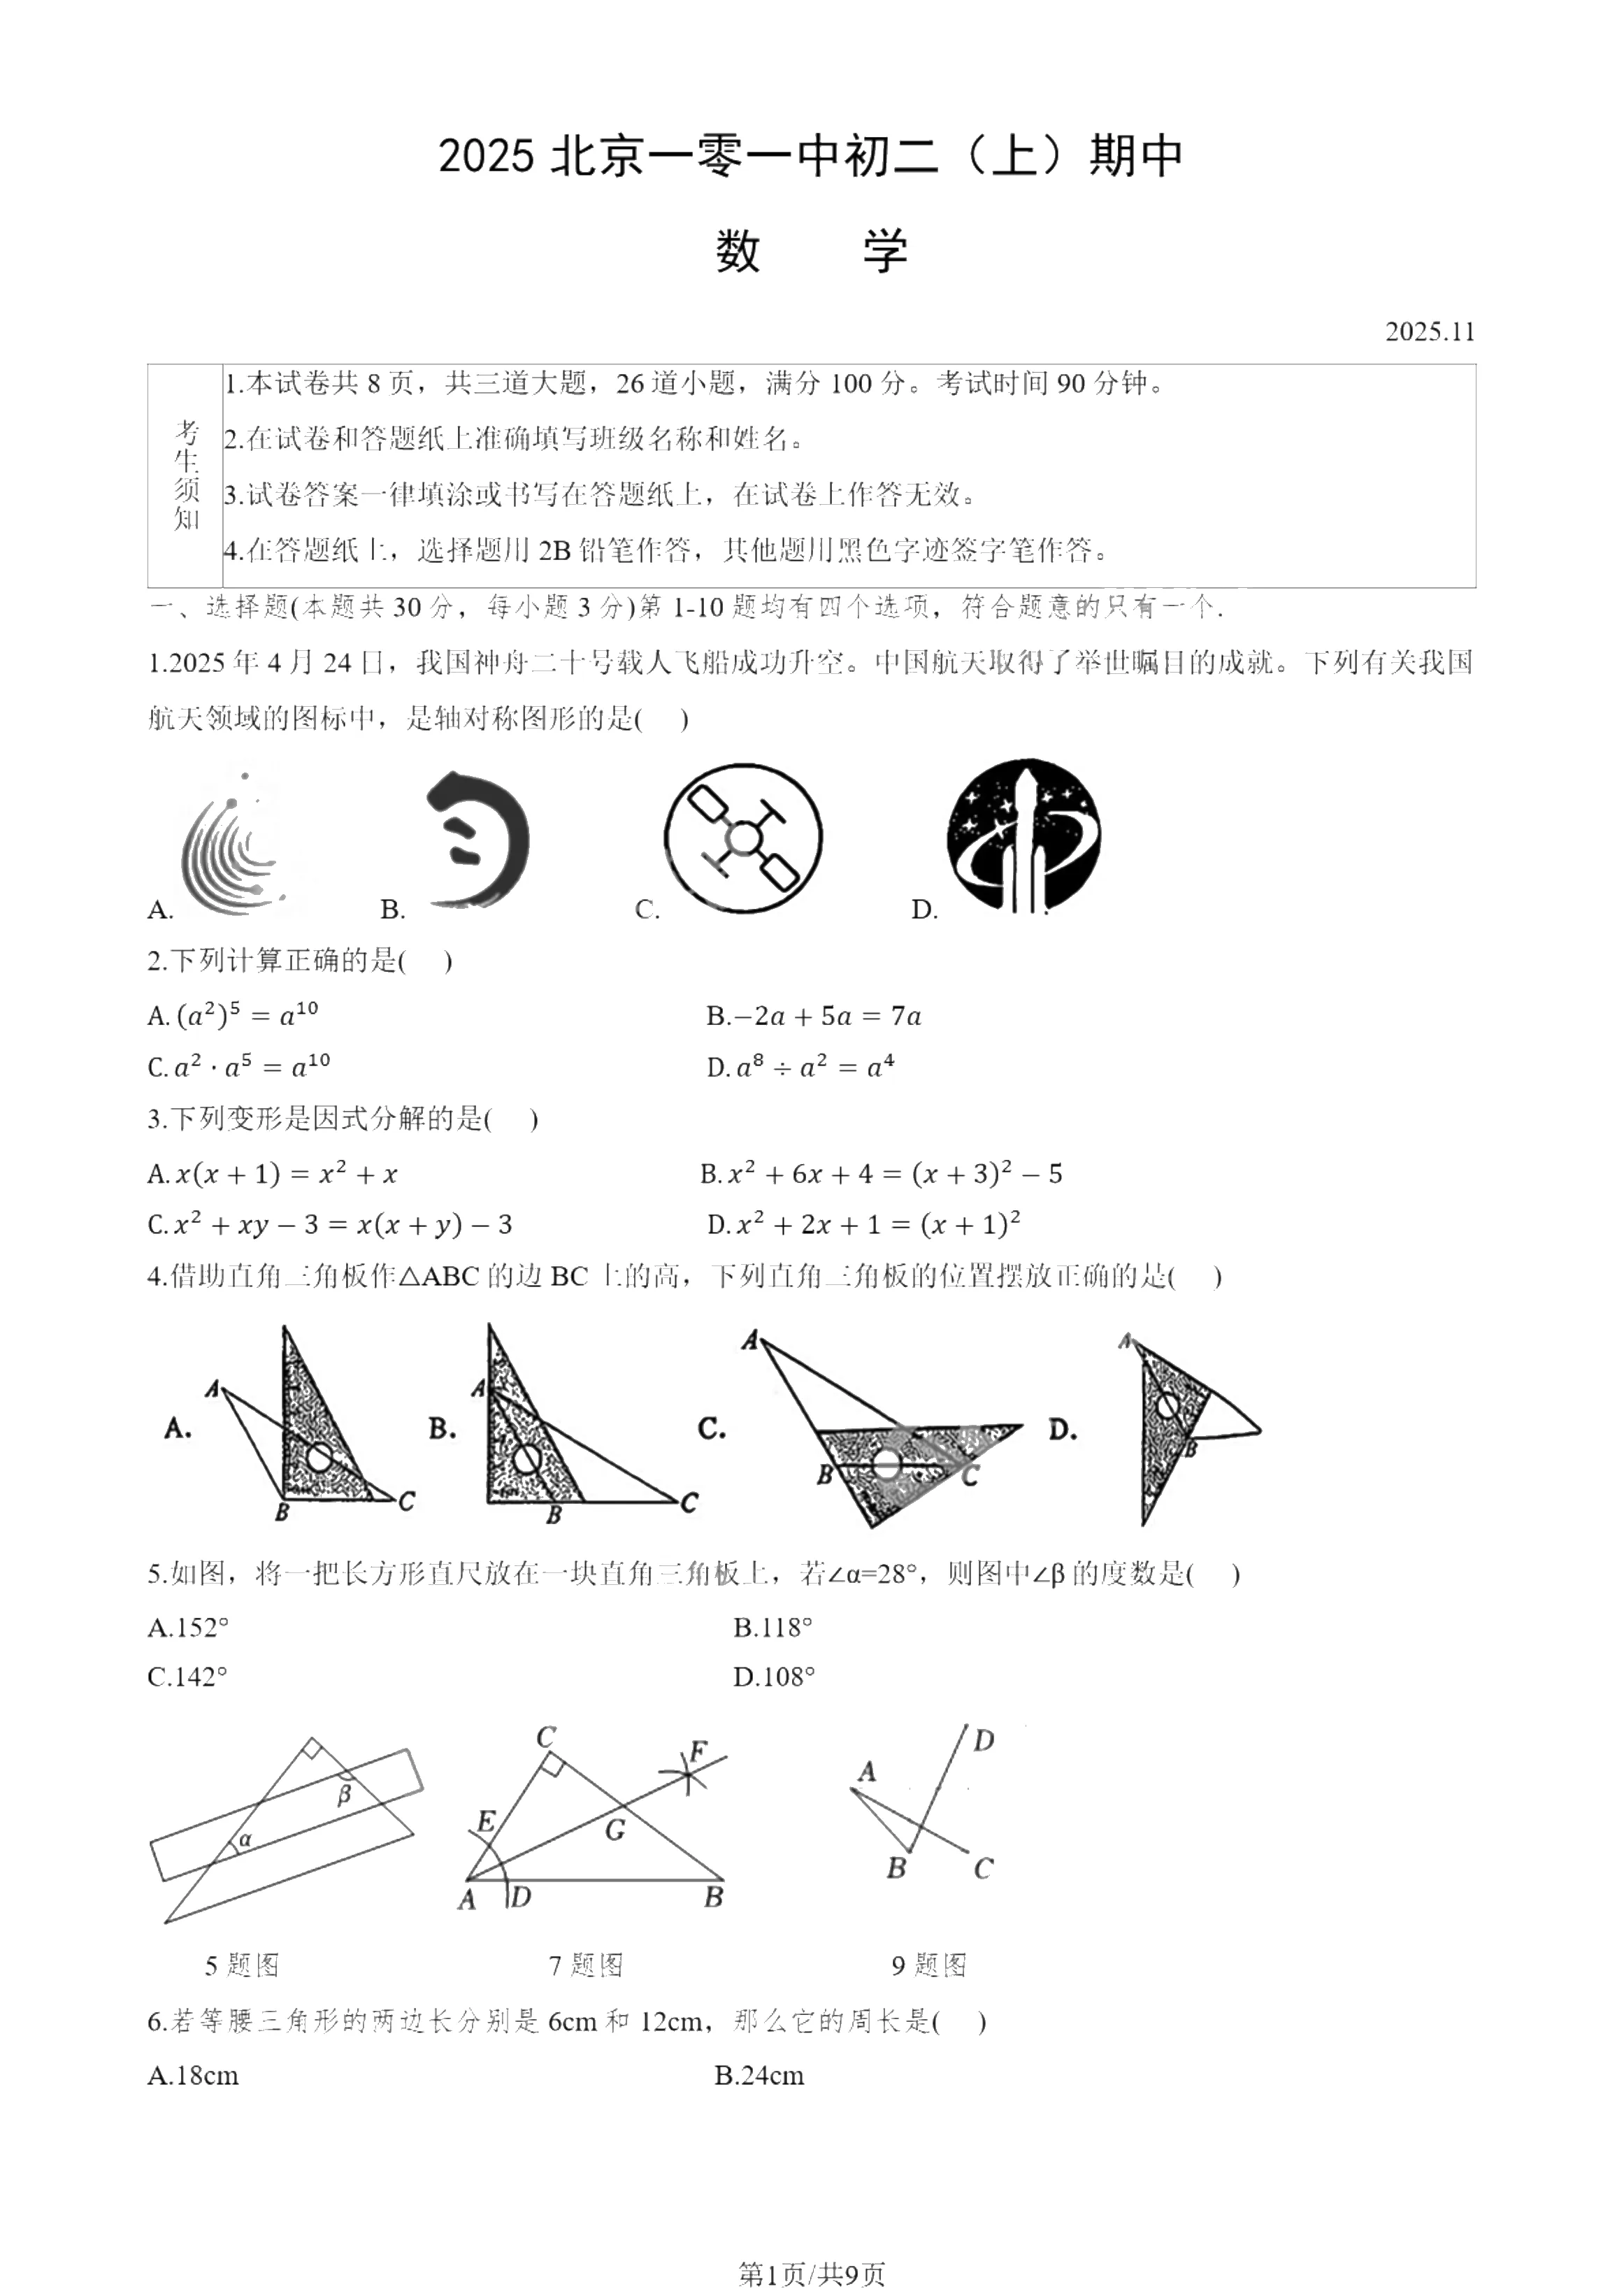 2025 北京一零一中初二（上）期中
数 学
2025.11
考生须知
1.本试卷共 8 页，共三道大题，26 道小题，满分 100 分。考试时间 90 分钟。
2.在试卷和答题纸上准确填写班级名称和姓名。
3.试卷答案一律填涂或书写在答题纸上，在试卷上作答无效。
4.在答题纸上，选择题用 2B 铅笔作答，其他题用黑色字迹签字笔作答。
一、选择题(本题共 30 分，每小题 3 分)第 1-10 题均有四个选项，符合题意的只有一个.
1.2025 年 4 月 24 日，我国神舟二十号载人飞船成功升空。中国航天取得了举世瞩目的成就。下列有关我国
航天领域的图标中，是轴对称图形的是( )
A. B. C. D.
2.下列计算正确的是( )
A. (a²)⁵ = a¹⁰ B.−2a + 5a = 7a
C. a² · a⁵ = a¹⁰ D. a⁸ ÷ a² = a⁴
3.下列变形是因式分解的是( )
A. x(x + 1) = x² + x B. x² + 6x + 4 = (x + 3)² − 5
C. x² + xy − 3 = x(x + y) − 3 D. x² + 2x + 1 = (x + 1)²
4.借助直角三角板作△ABC 的边 BC 上的高，下列直角三角板的位置摆放正确的是( )
A. A B C B. A B C C. A B C D. A B
5.如图，将一把长方形直尺放在一块直角三角板上，若∠α=28°，则图中∠β 的度数是( )
A.152° B.118°
C.142° D.108°
α β
A B C D E F G
A B C D
5 题图 7 题图 9 题图
6.若等腰三角形的两边长分别是 6cm 和 12cm，那么它的周长是( )
A.18cm B.24cm
第1页/共9页